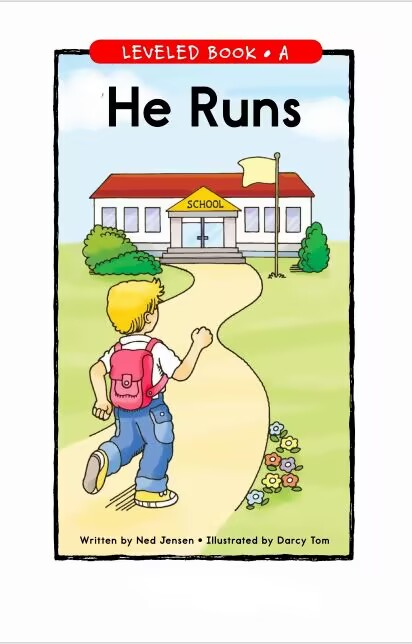 LEVELED BOOK • A
He Runs
SCHOOL
Written by Ned Jensen • Illustrated by Darcy Tom